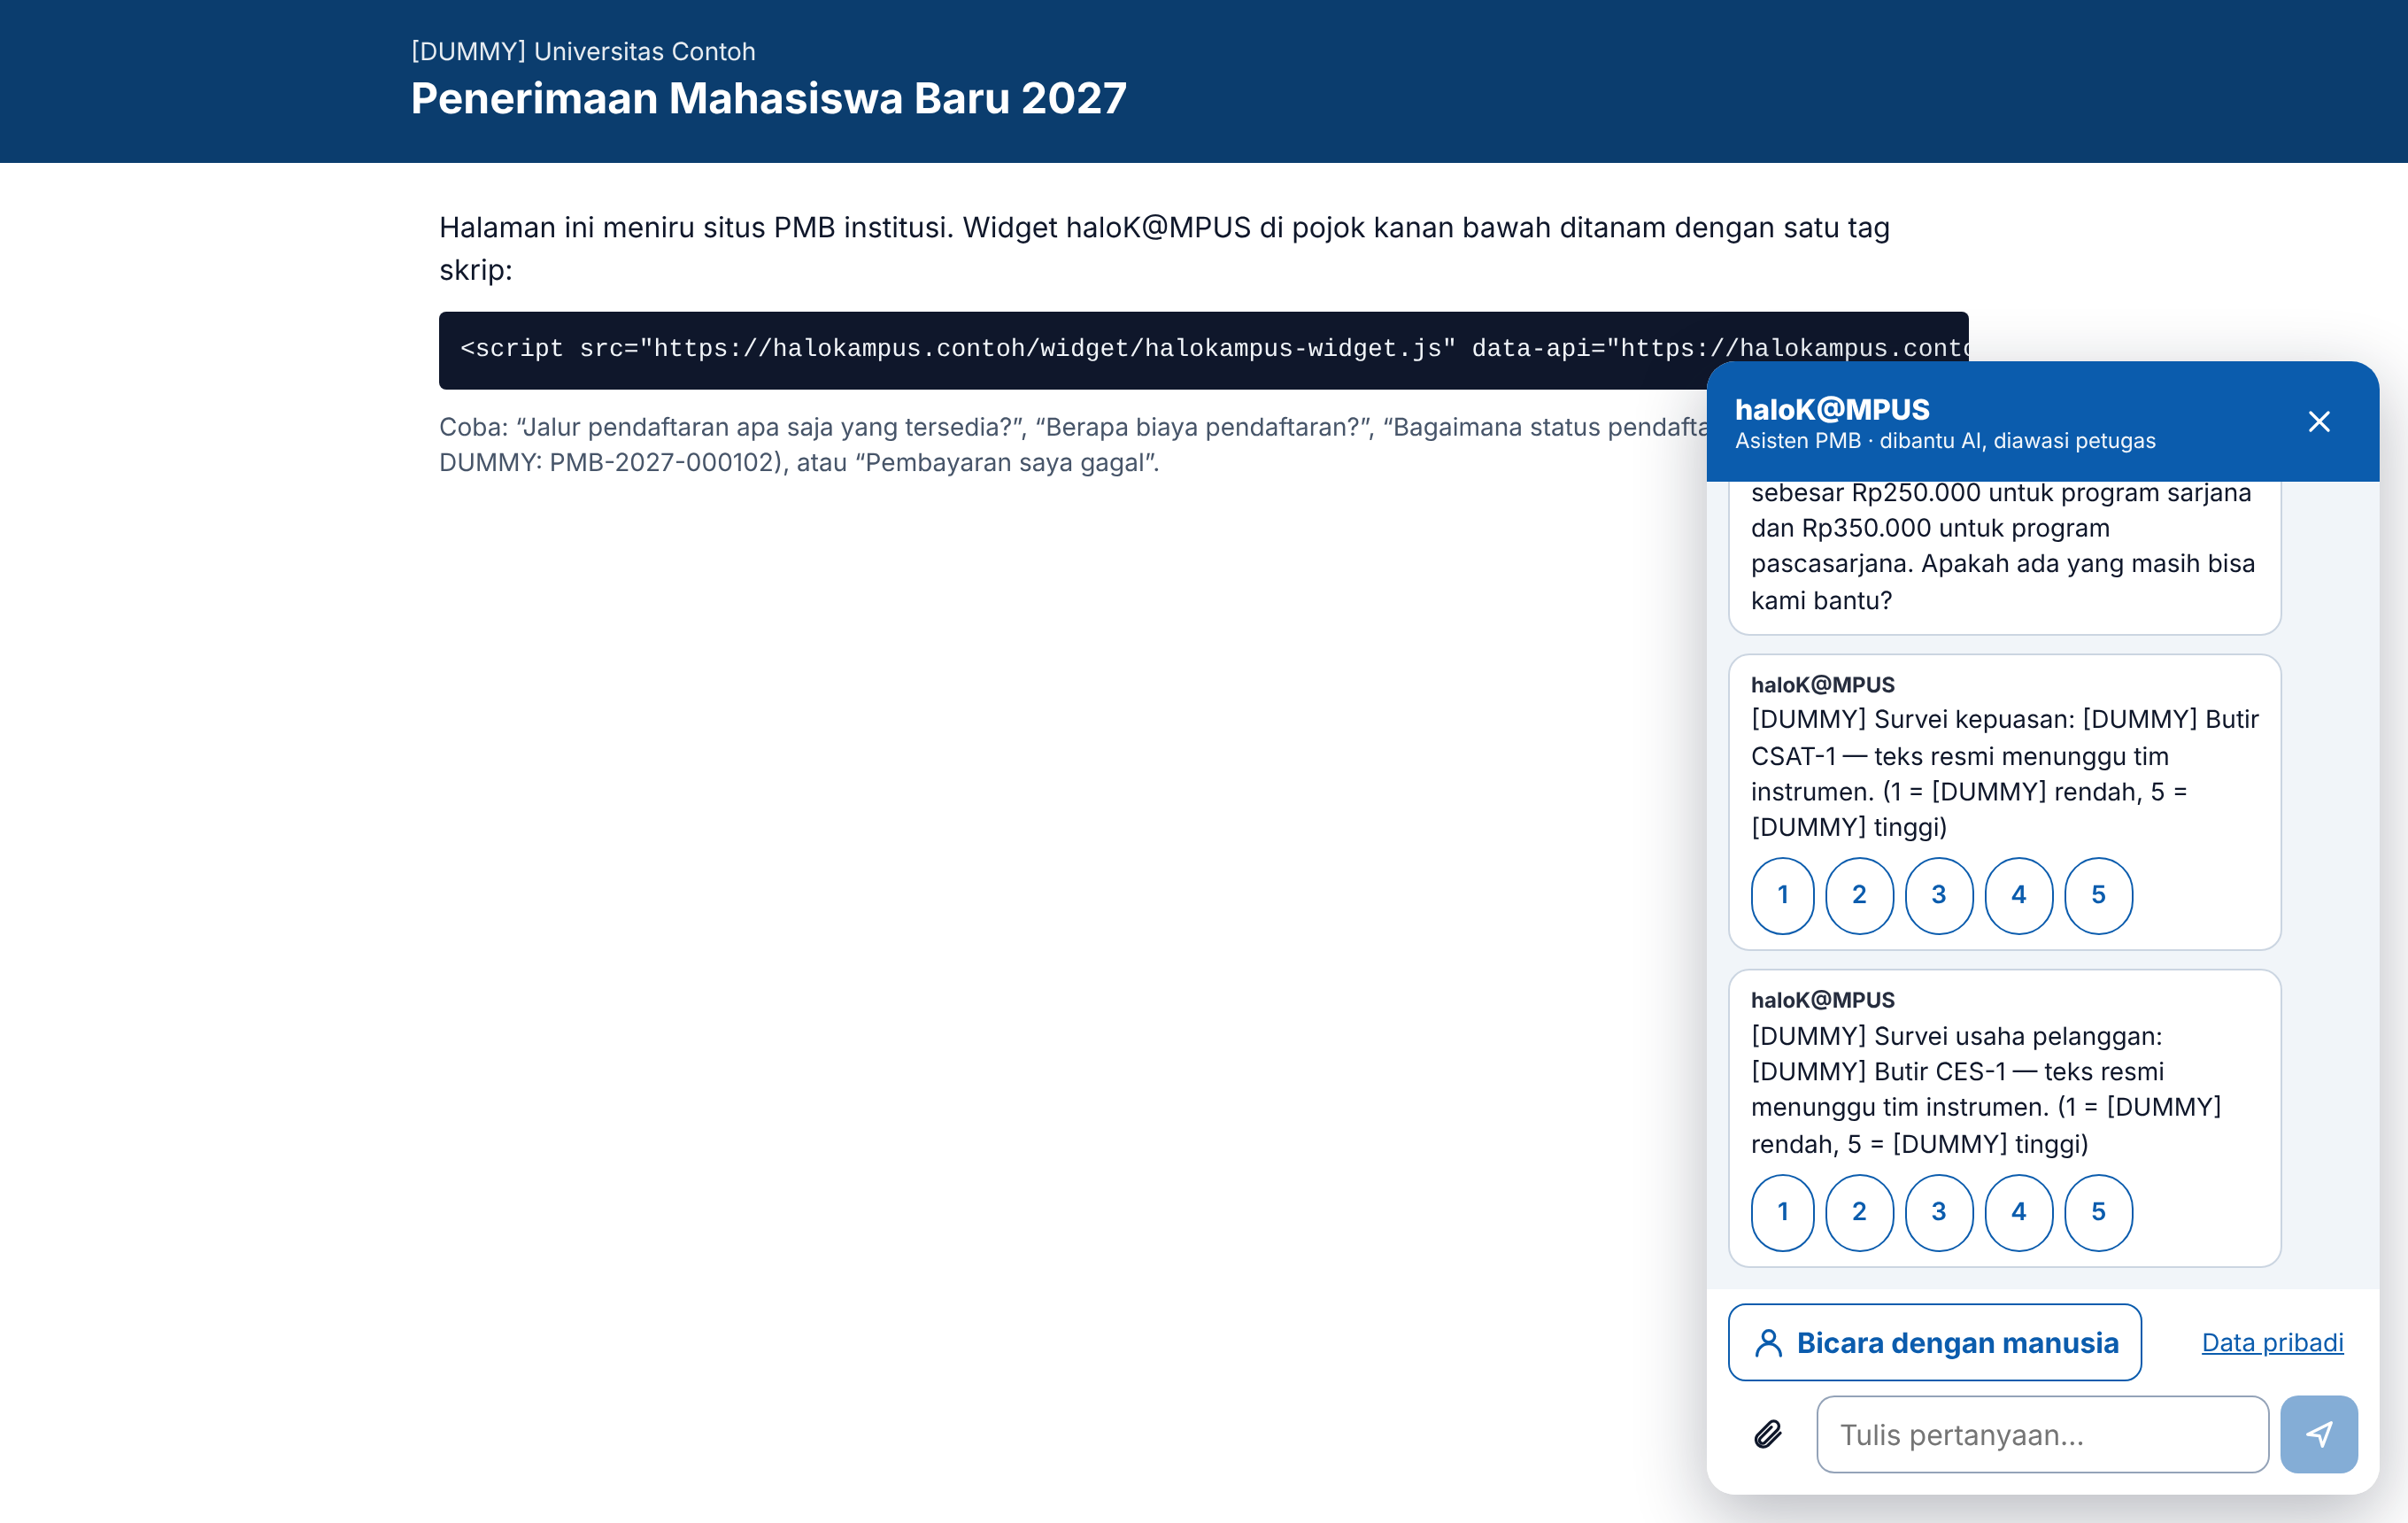 [DUMMY] Universitas Contoh
Penerimaan Mahasiswa Baru 2027
Halaman ini meniru situs PMB institusi. Widget haloK@MPUS di pojok kanan bawah ditanam dengan satu tag
skrip:
<script src="https://halokampus.contoh/widget/halokampus-widget.js" data-api="https://halokampus.conto
Coba: “Jalur pendaftaran apa saja yang tersedia?”, “Berapa biaya pendaftaran?”, “Bagaimana status pendafta
DUMMY: PMB-2027-000102), atau “Pembayaran saya gagal”.
haloK@MPUS
Asisten PMB · dibantu AI, diawasi petugas
sebesar Rp250.000 untuk program sarjana
dan Rp350.000 untuk program
pascasarjana. Apakah ada yang masih bisa
kami bantu?
haloK@MPUS
[DUMMY] Survei kepuasan: [DUMMY] Butir
CSAT-1 — teks resmi menunggu tim
instrumen. (1 = [DUMMY] rendah, 5 =
[DUMMY] tinggi)
1 2 3 4 5
haloK@MPUS
[DUMMY] Survei usaha pelanggan:
[DUMMY] Butir CES-1 — teks resmi
menunggu tim instrumen. (1 = [DUMMY]
rendah, 5 = [DUMMY] tinggi)
1 2 3 4 5
Bicara dengan manusia
Data pribadi
Tulis pertanyaan...